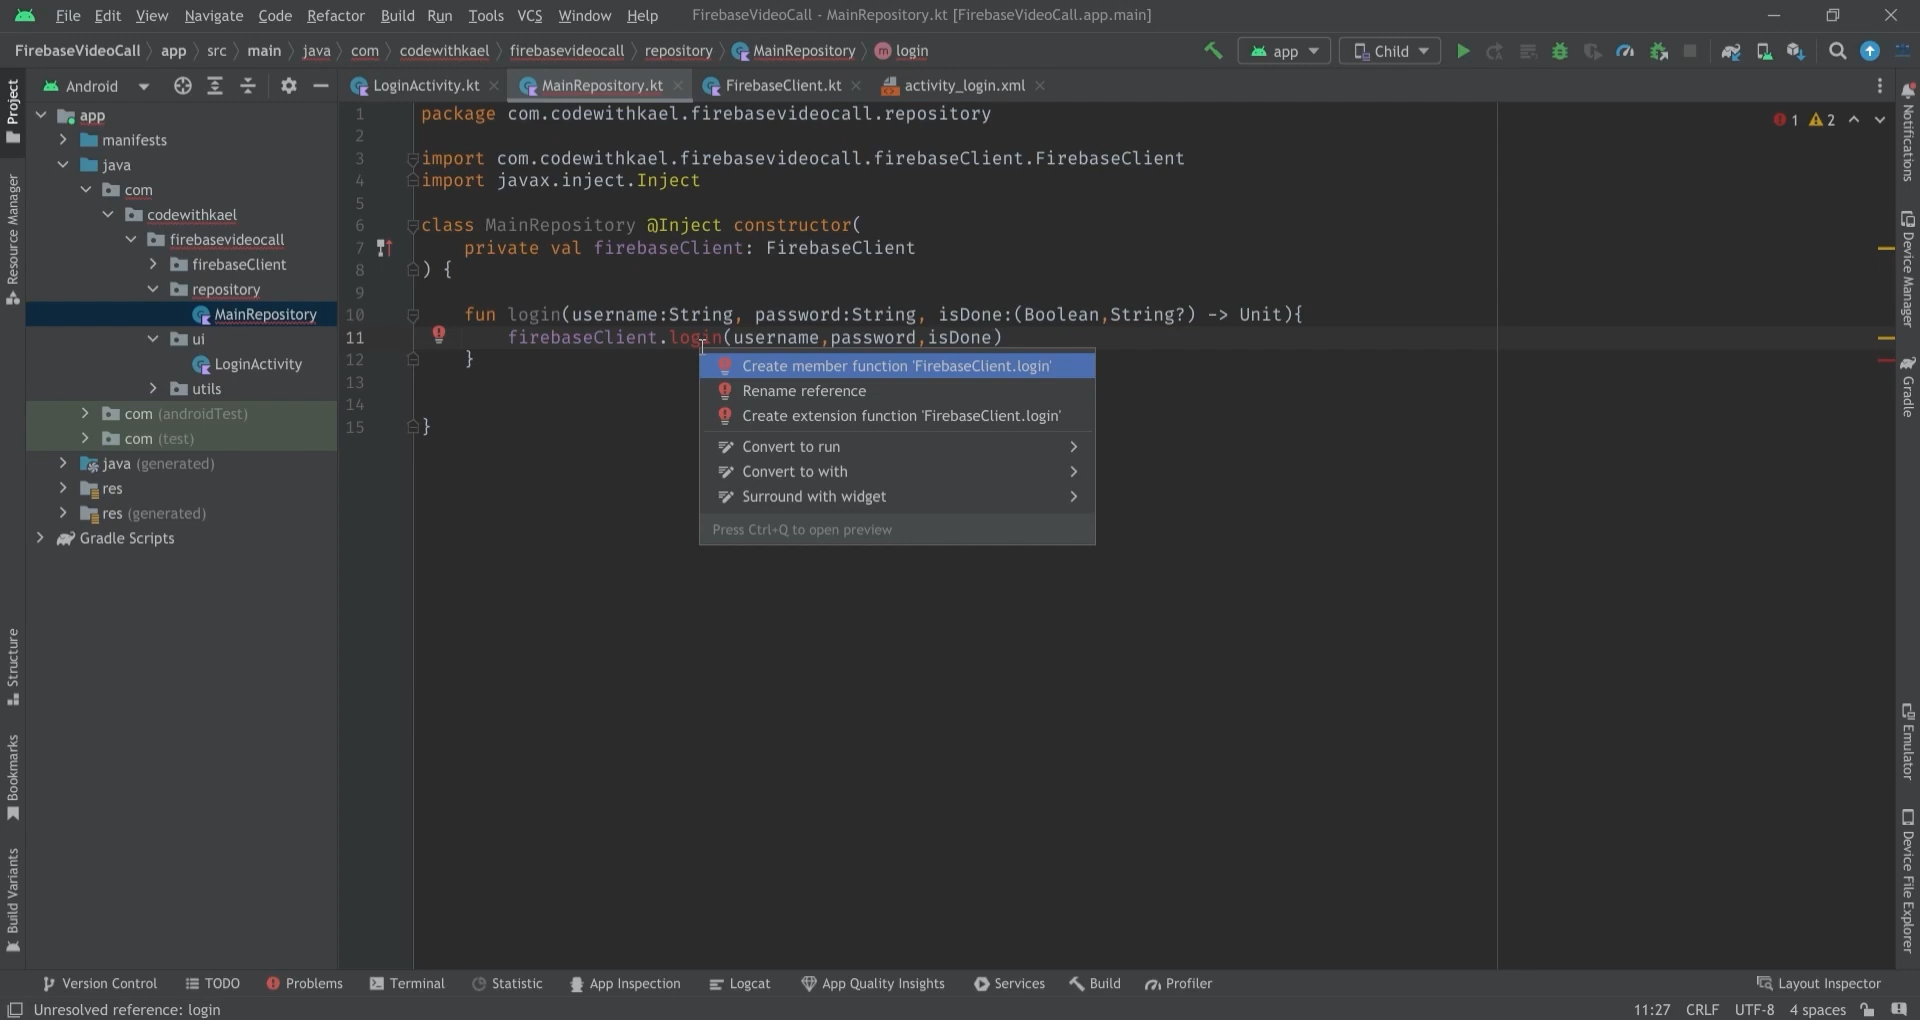 File Edit View Navigate Code Refactor Build Run Tools VCS Window Help FirebaseVideoCall - MainRepository.kt [FirebaseVideoCall.app.main]
FirebaseVideoCall app src main java com codewithkael firebasevideocall repository MainRepository login app Child
Android LoginActivity.kt MainRepository.kt FirebaseClient.kt activity_login.xml
Project
Resource Manager
Structure
Bookmarks
Build Variants
app
manifests
java
com
codewithkael
firebasevideocall
firebaseClient
repository
MainRepository
ui
LoginActivity
utils
com (androidTest)
com (test)
java (generated)
res
res (generated)
Gradle Scripts
1 package com.codewithkael.firebasevideocall.repository
2
3 import com.codewithkael.firebasevideocall.firebaseClient.FirebaseClient
4 import javax.inject.Inject
5
6 class MainRepository @Inject constructor(
7 private val firebaseClient: FirebaseClient
8 ) {
9
10 fun login(username:String, password:String, isDone:(Boolean,String?) -> Unit){
11 firebaseClient.login(username,password,isDone)
12 }
13
14
15 }
1 2
Create member function 'FirebaseClient.login'
Rename reference
Create extension function 'FirebaseClient.login'
Convert to run
Convert to with
Surround with widget
Press Ctrl+Q to open preview
Notifications
Device Manager
Gradle
Emulator
Device File Explorer
Version Control TODO Problems Terminal Statistic App Inspection Logcat App Quality Insights Services Build Profiler Layout Inspector
Unresolved reference: login 11:27 CRLF UTF-8 4 spaces